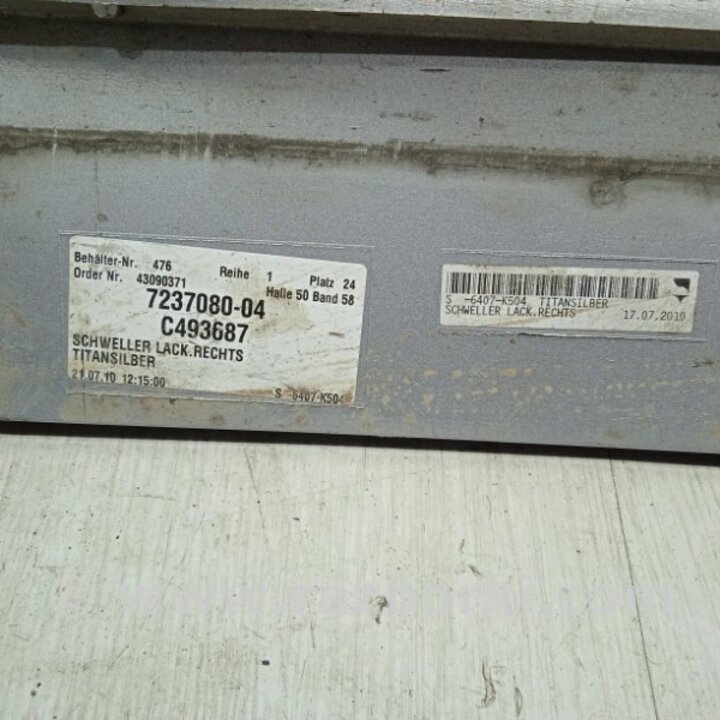 Behälter-Nr. 476 Reihe 1 Platz 24
Order Nr. 43090371 Halle 50 Band 58
7237080-04
C493687
SCHWELLER LACK.RECHTS
TITANSILBER
21.07.10 12:15:00 S -6407-K504
S -6407-K504 TITANSILBER
SCHWELLER LACK.RECHTS 17.07.2010